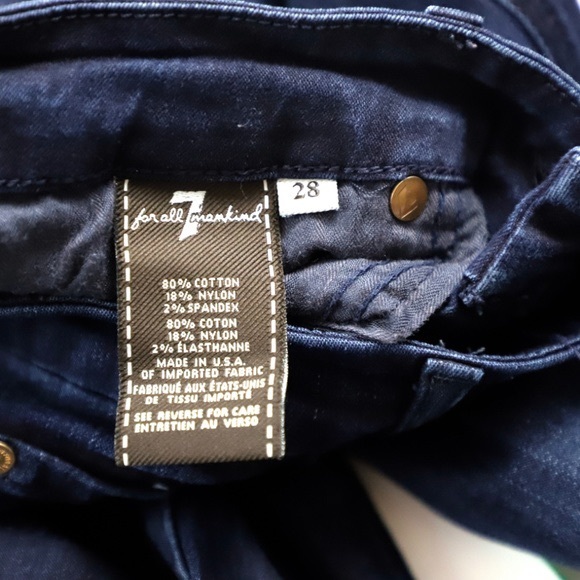 7
for all mankind
28
80% COTTON
18% NYLON
2% SPANDEX
80% COTON
18% NYLON
2% ÉLASTHANNE
MADE IN U.S.A.
OF IMPORTED FABRIC
FABRIQUÉ AUX ÉTATS-UNIS
DE TISSU IMPORTÉ
SEE REVERSE FOR CARE
ENTRETIEN AU VERSO